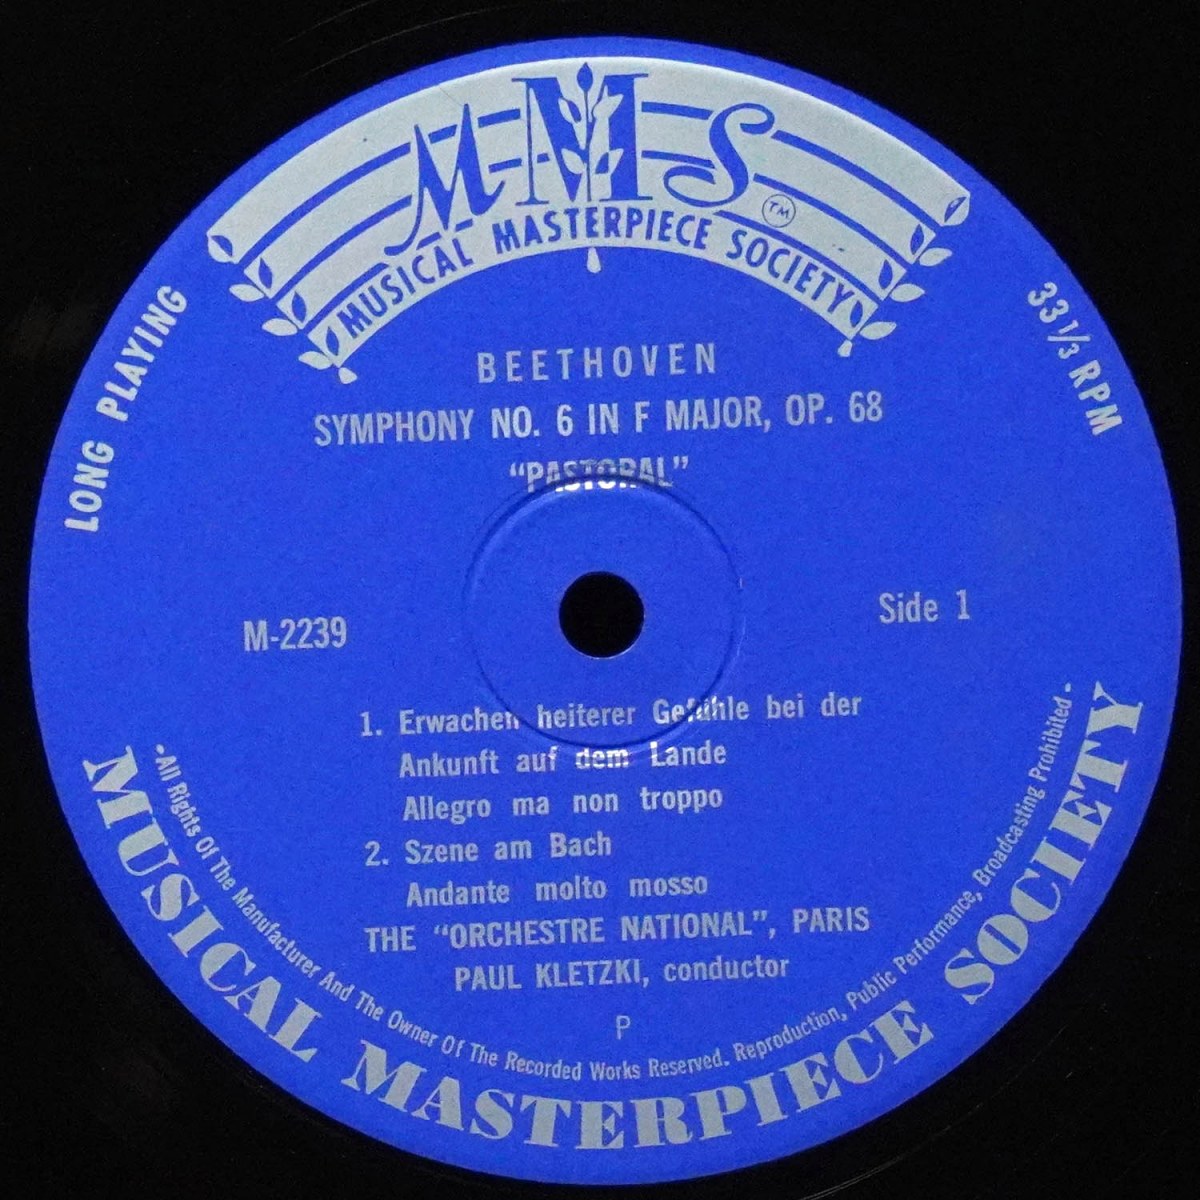 MMS
TM
MUSICAL MASTERPIECE SOCIETY
LONG PLAYING
33 1/3 RPM
BEETHOVEN
SYMPHONY NO. 6 IN F MAJOR, OP. 68
"PASTORAL"
M-2239
Side 1
1. Erwachen heiterer Gefühle bei der
Ankunft auf dem Lande
Allegro ma non troppo
2. Szene am Bach
Andante molto mosso
THE "ORCHESTRE NATIONAL", PARIS
PAUL KLETZKI, conductor
P
-All Rights Of The Manufacturer And The Owner Of The Recorded Works Reserved. Reproduction, Public Performance, Broadcasting Prohibited-
MUSICAL MASTERPIECE SOCIETY